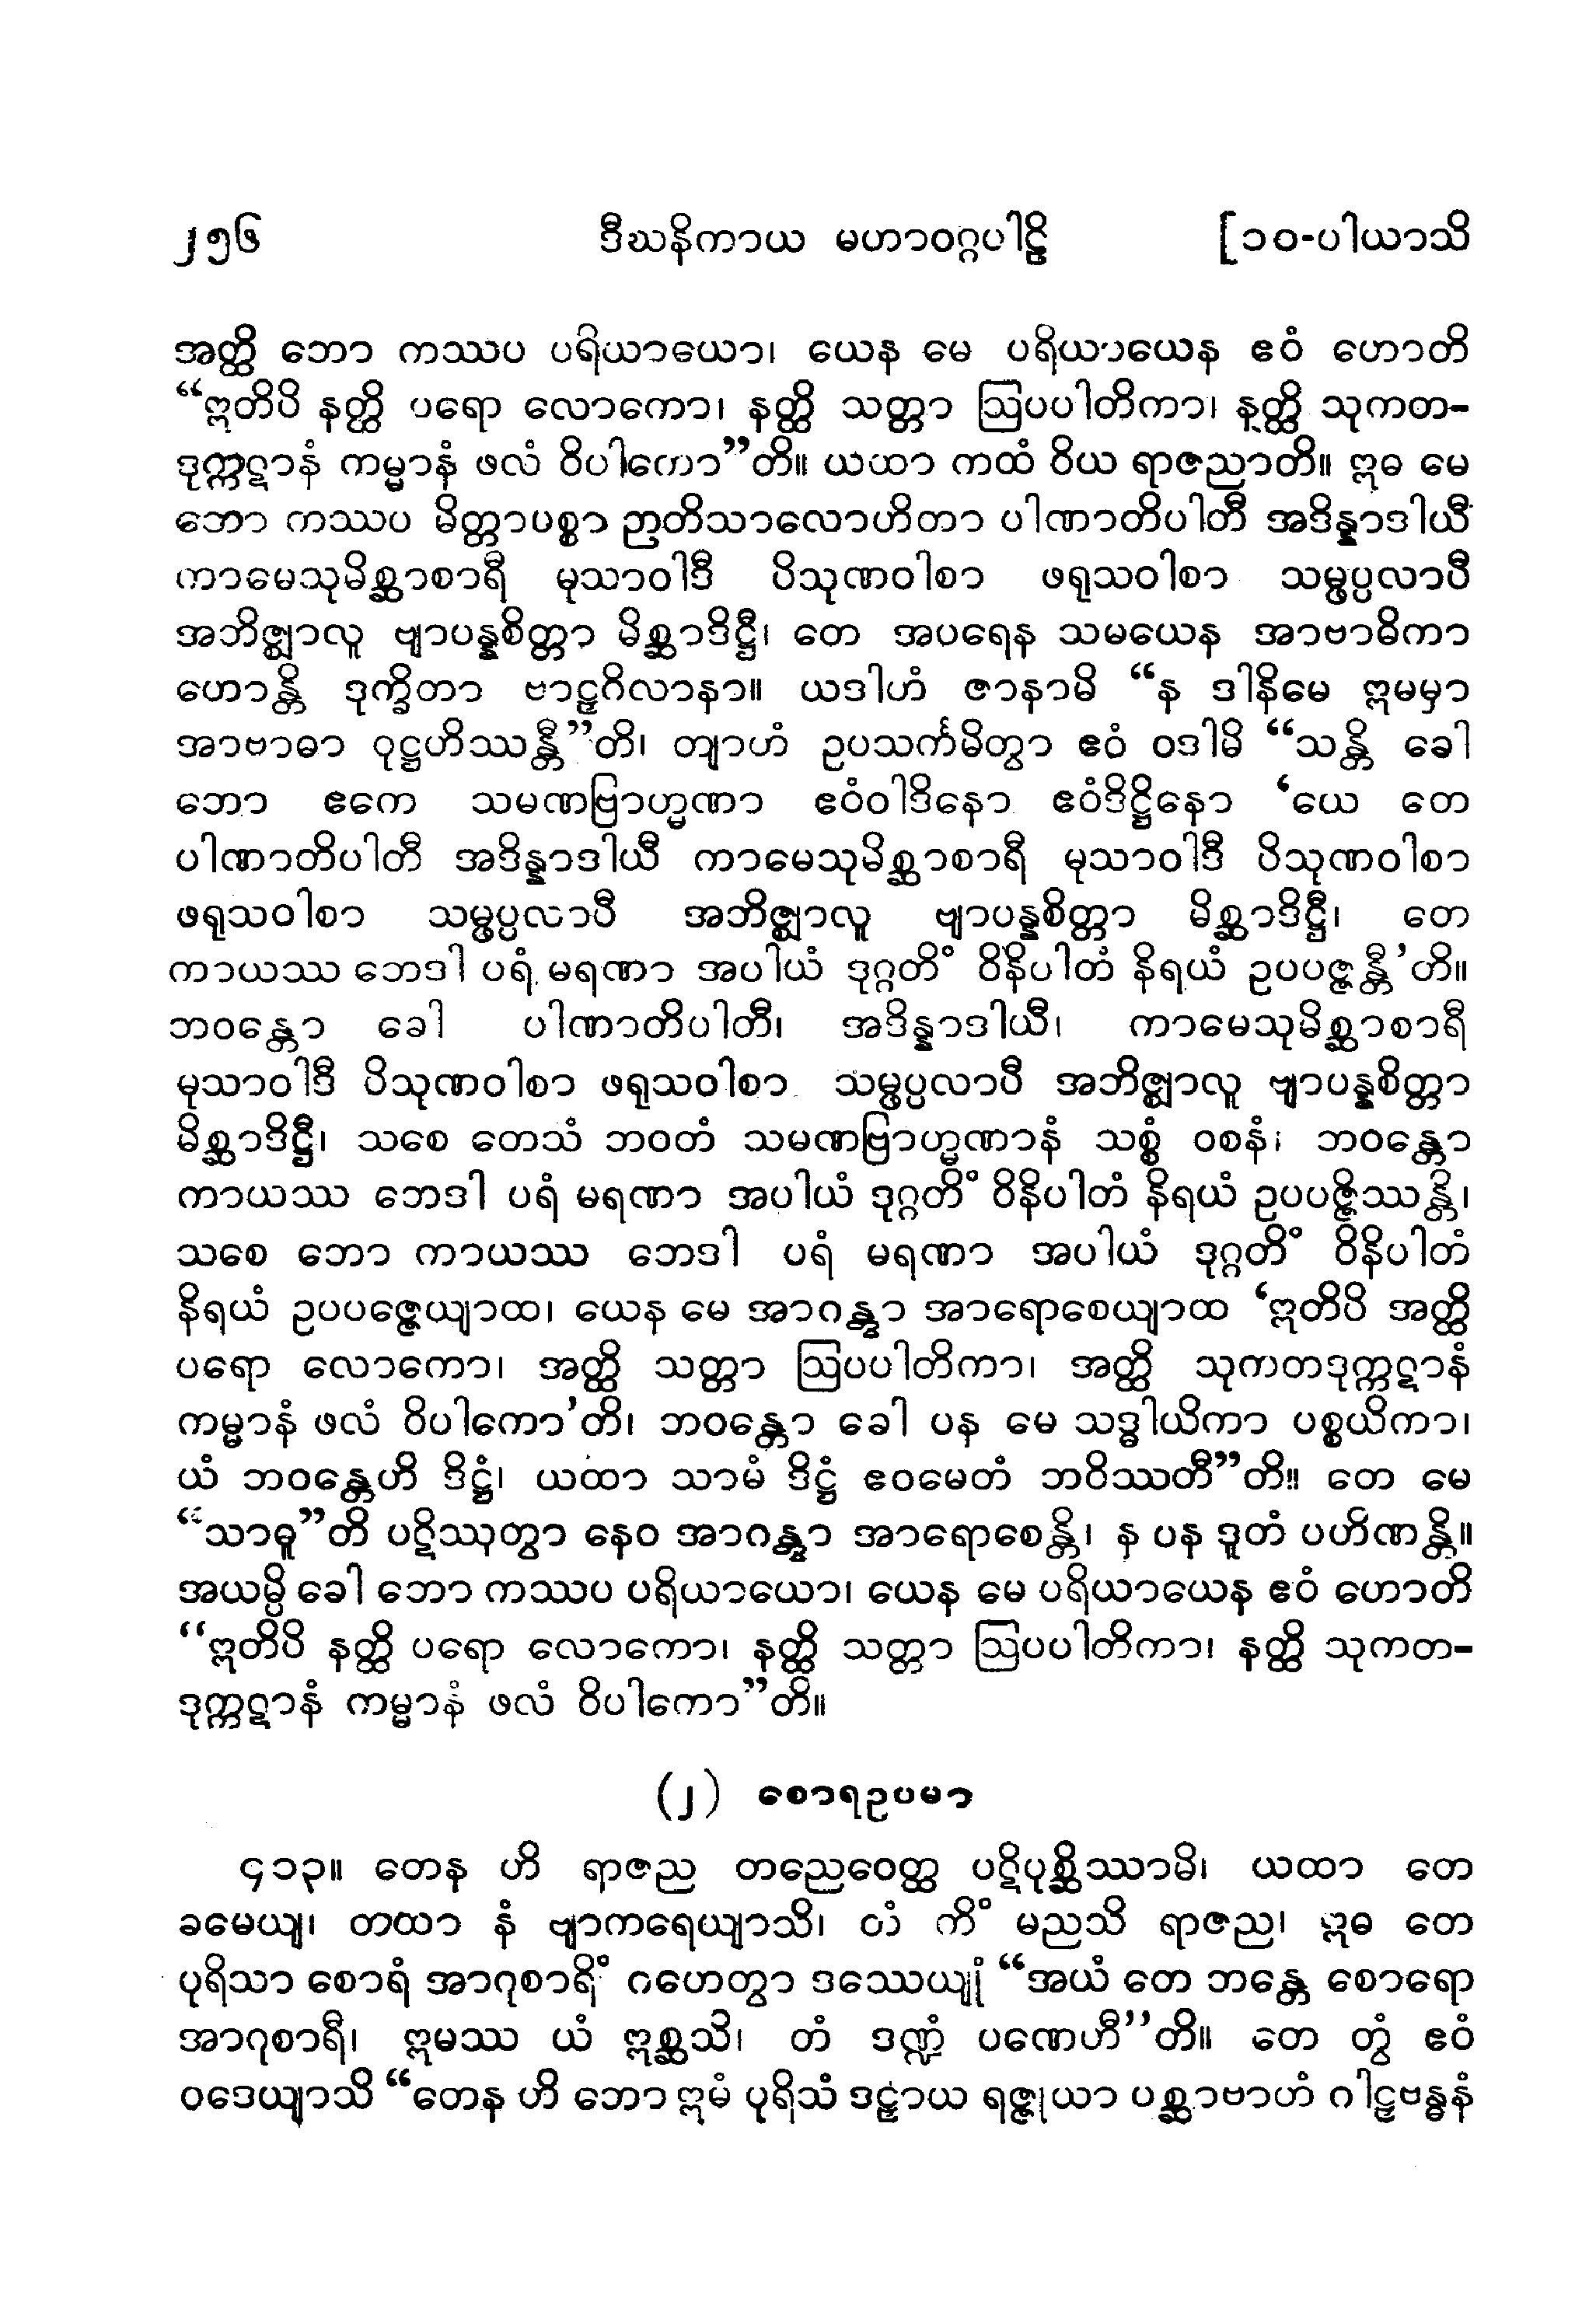 ၂၅၆ ဒီဃနိကာယ မဟာဝဂ္ဂပါဠိ [၁၀-ပါယာသိ
အတ္ထိ ဘော ကဿပ ပရိယာယော၊ ယေန မေ ပရိယာယေန ဧဝံ ဟောတိ
“ဣတိပိ နတ္ထိ ပရော လောကော၊ နတ္ထိ သတ္တာ ဩပပါတိကာ၊ နတ္ထိ သုကတ-
ဒုက္ကဋာနံ ကမ္မာနံ ဖလံ ဝိပါကော”တိ။ ယထာ ကထံ ဝိယ ရာဇညာတိ။ ဣဓ မေ
ဘော ကဿပ မိတ္တာမစ္စာ ဉာတိသာလောဟိတာ ပါဏာတိပါတီ အဒိန္နာဒါယီ
ကာမေသုမိစ္ဆာစာရီ မုသာဝါဒီ ပိသုဏဝါစာ ဖရုသဝါစာ သမ္ဖပ္ပလာပီ
အဘိဇ္ဈာလူ ဗျာပန္နစိတ္တာ မိစ္ဆာဒိဋ္ဌီ၊ တေ အပရေန သမယေန အာဗာဓိကာ
ဟောန္တိ ဒုက္ခိတာ ဗာဠှဂိလာနာ။ ယဒါဟံ ဇာနာမိ “န ဒါနိမေ ဣမမှာ
အာဗာဓာ ဝုဋ္ဌဟိဿန္တီ”တိ၊ တျာဟံ ဥပသင်္ကမိတွာ ဧဝံ ဝဒါမိ “သန္တိ ခေါ
ဘော ဧကေ သမဏဗြာဟ္မဏာ ဧဝံဝါဒိနော ဧဝံဒိဋ္ဌိနော ‘ယေ တေ
ပါဏာတိပါတီ အဒိန္နာဒါယီ ကာမေသုမိစ္ဆာစာရီ မုသာဝါဒီ ပိသုဏဝါစာ
ဖရုသဝါစာ သမ္ဖပ္ပလာပီ အဘိဇ္ဈာလူ ဗျာပန္နစိတ္တာ မိစ္ဆာဒိဋ္ဌီ၊ တေ
ကာယဿ ဘေဒါ ပရံ မရဏာ အပါယံ ဒုဂ္ဂတိံ ဝိနိပါတံ နိရယံ ဥပပဇ္ဇန္တီ’တိ။
ဘဝန္တော ခေါ ပါဏာတိပါတီ၊ အဒိန္နာဒါယီ၊ ကာမေသုမိစ္ဆာစာရီ
မုသာဝါဒီ ပိသုဏဝါစာ ဖရုသဝါစာ သမ္ဖပ္ပလာပီ အဘိဇ္ဈာလူ ဗျာပန္နစိတ္တာ
မိစ္ဆာဒိဋ္ဌီ၊ သစေ တေသံ ဘဝတံ သမဏဗြာဟ္မဏာနံ သစ္စံ ဝစနံ၊ ဘဝန္တော
ကာယဿ ဘေဒါ ပရံ မရဏာ အပါယံ ဒုဂ္ဂတိံ ဝိနိပါတံ နိရယံ ဥပပဇ္ဇိဿန္တိ၊
သစေ ဘော ကာယဿ ဘေဒါ ပရံ မရဏာ အပါယံ ဒုဂ္ဂတိံ ဝိနိပါတံ
နိရယံ ဥပပဇ္ဇေယျာထ၊ ယေန မေ အာဂန္တွာ အာရောစေယျာထ ‘ဣတိပိ အတ္ထိ
ပရော လောကော၊ အတ္ထိ သတ္တာ ဩပပါတိကာ၊ အတ္ထိ သုကတဒုက္ကဋာနံ
ကမ္မာနံ ဖလံ ဝိပါကော’တိ၊ ဘဝန္တော ခေါ ပန မေ သဒ္ဓါယိကာ ပစ္စယိကာ၊
ယံ ဘဝန္တေဟိ ဒိဋ္ဌံ၊ ယထာ သာမံ ဒိဋ္ဌံ ဧဝမေတံ ဘဝိဿတီ”တိ။ တေ မေ
“သာဓူ”တိ ပဋိဿုတွာ နေဝ အာဂန္တွာ အာရောစေန္တိ၊ န ပန ဒူတံ ပဟိဏန္တိ။
အယမ္ပိ ခေါ ဘော ကဿပ ပရိယာယော၊ ယေန မေ ပရိယာယေန ဧဝံ ဟောတိ
“ဣတိပိ နတ္ထိ ပရော လောကော၊ နတ္ထိ သတ္တာ ဩပပါတိကာ၊ နတ္ထိ သုကတ-
ဒုက္ကဋာနံ ကမ္မာနံ ဖလံ ဝိပါကော”တိ။
(၂) စောရဥပမာ
၄၁၃။ တေန ဟိ ရာဇည တညေဝေတ္ထ ပဋိပုစ္ဆိဿာမိ၊ ယထာ တေ
ခမေယျ၊ တထာ နံ ဗျာကရေယျာသိ၊ တံ ကိံ မညသိ ရာဇည၊ ဣဓ တေ
ပုရိသာ စောရံ အာဂုစာရိံ ဂဟေတွာ ဒဿေယျုံ “အယံ တေ ဘန္တေ စောရော
အာဂုစာရီ၊ ဣမဿ ယံ ဣစ္ဆသိ၊ တံ ဒဏ္ဍံ ပဏေဟီ”တိ။ တေ တွံ ဧဝံ
ဝဒေယျာသိ “တေန ဟိ ဘော ဣမံ ပုရိသံ ဒဠှာယ ရဇ္ဇုယာ ပစ္ဆာဗာဟံ ဂါဠှဗန္ဓနံ